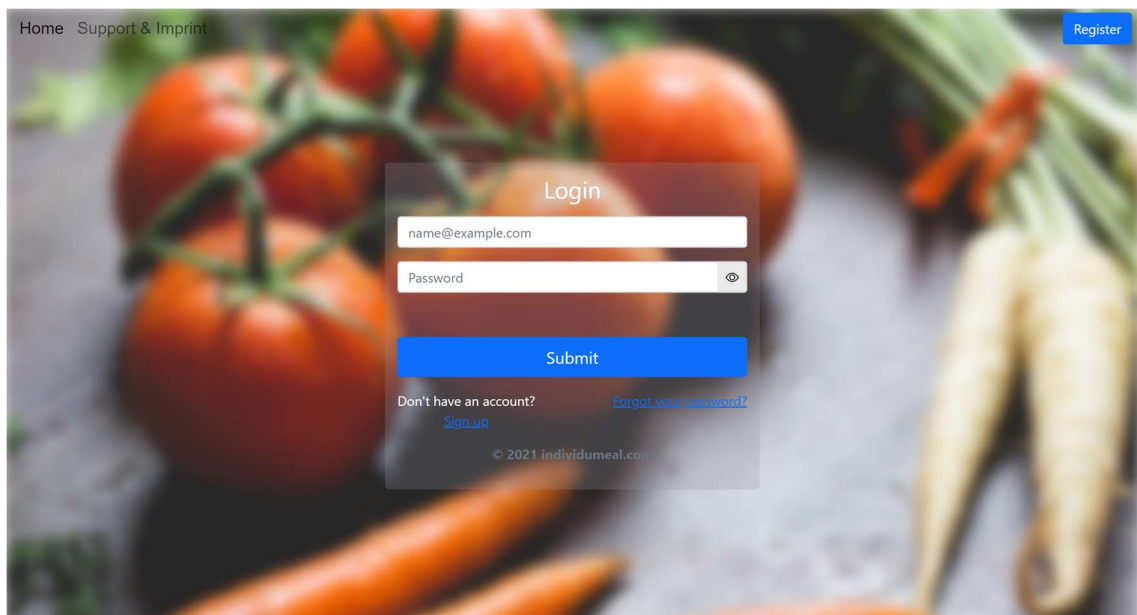 Home Support & Imprint Register
Login
name@example.com
Password
Submit
Don't have an account? Forgot your password?
Sign up
© 2021 individumeal.com